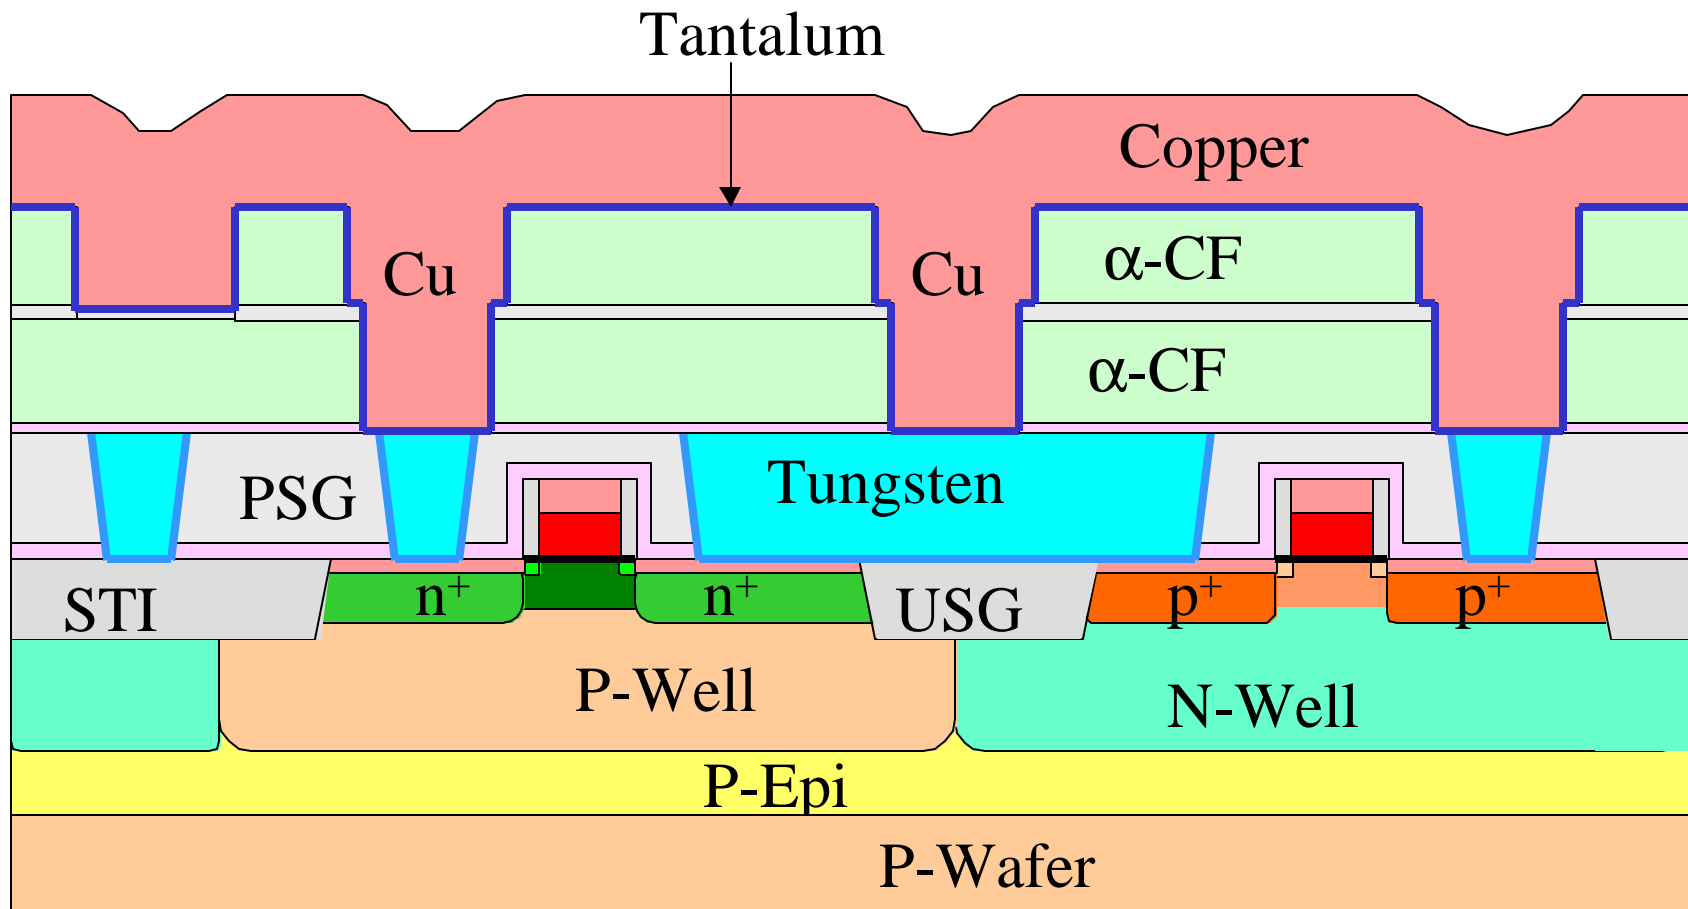 Tantalum
Copper
Cu
Cu
α-CF
α-CF
PSG
Tungsten
STI
n⁺
n⁺
USG
p⁺
p⁺
P-Well
N-Well
P-Epi
P-Wafer